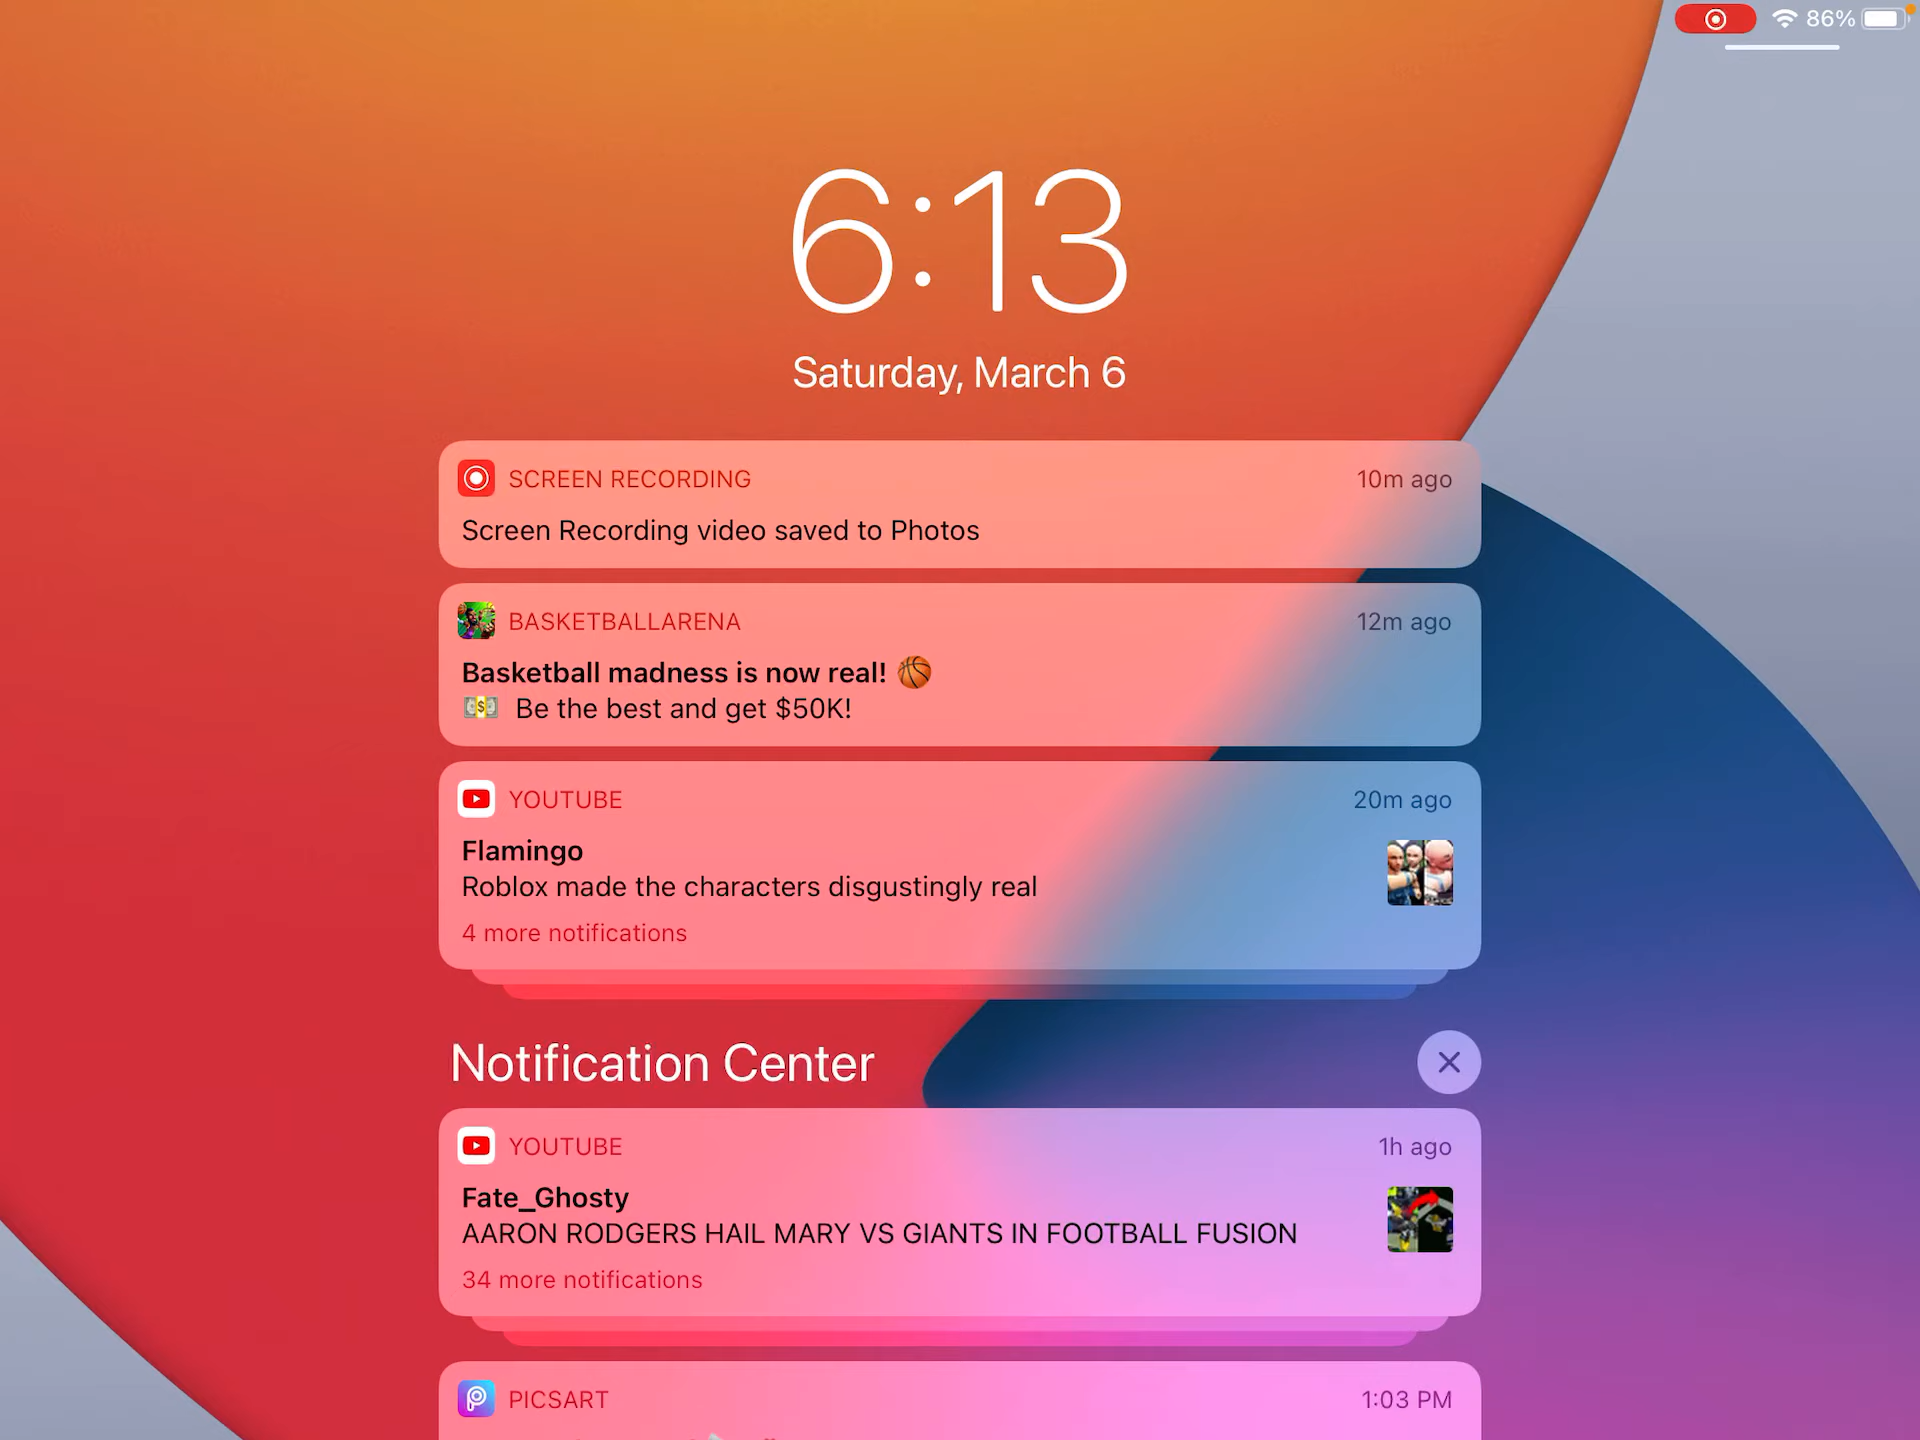 86%
6:13
Saturday, March 6
SCREEN RECORDING 10m ago
Screen Recording video saved to Photos
BASKETBALLARENA 12m ago
Basketball madness is now real! 🏀
💵 Be the best and get $50K!
YOUTUBE 20m ago
Flamingo
Roblox made the characters disgustingly real
4 more notifications
Notification Center
YOUTUBE 1h ago
Fate_Ghosty
AARON RODGERS HAIL MARY VS GIANTS IN FOOTBALL FUSION
34 more notifications
PICSART 1:03 PM